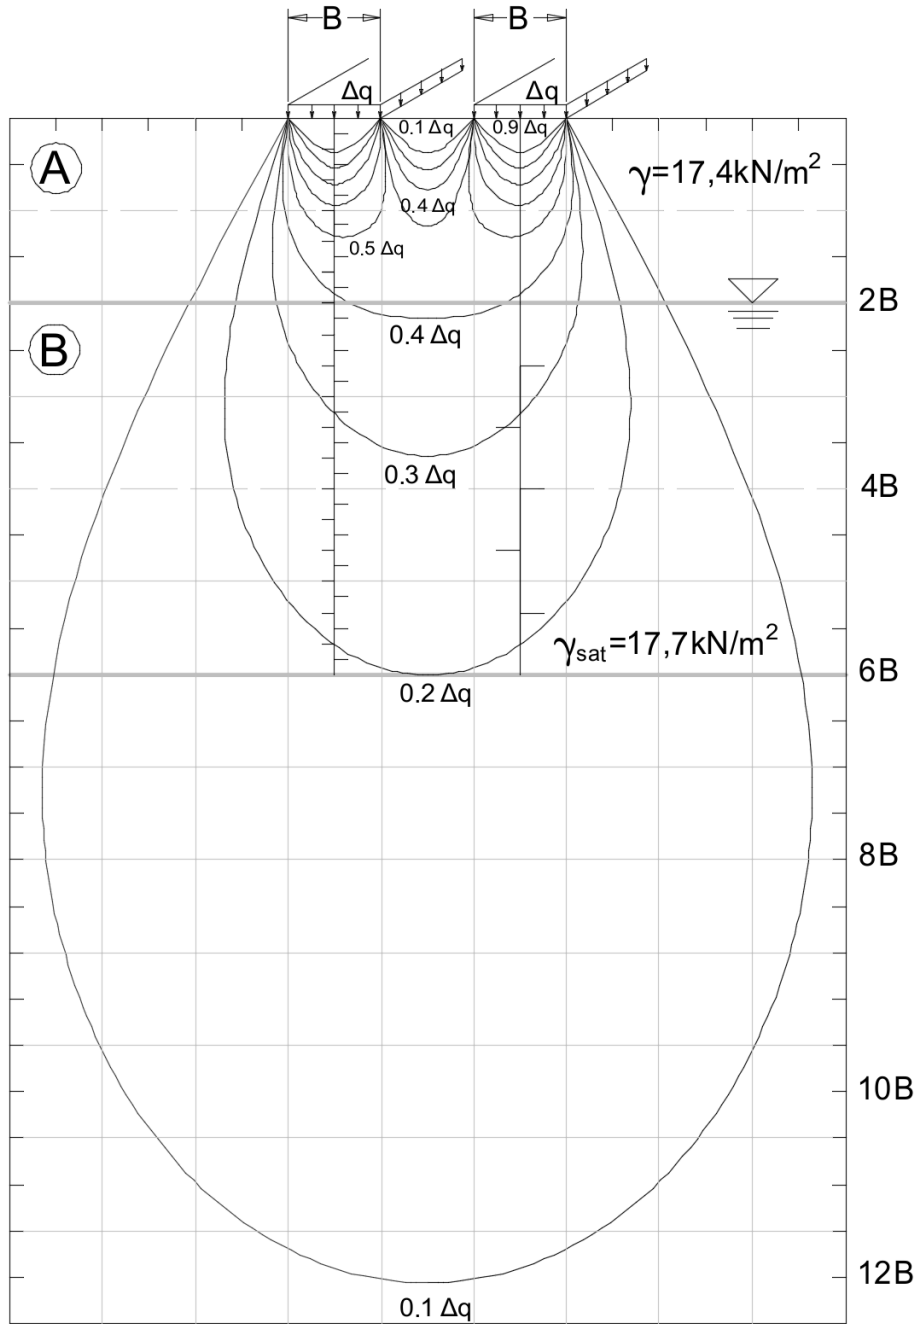 B B
Δq Δq
0.1 Δq 0.9 Δq
A
γ=17,4kN/m²
0.4 Δq
0.5 Δq
2B
0.4 Δq
B
0.3 Δq
4B
γsat=17,7kN/m²
6B
0.2 Δq
8B
10B
12B
0.1 Δq